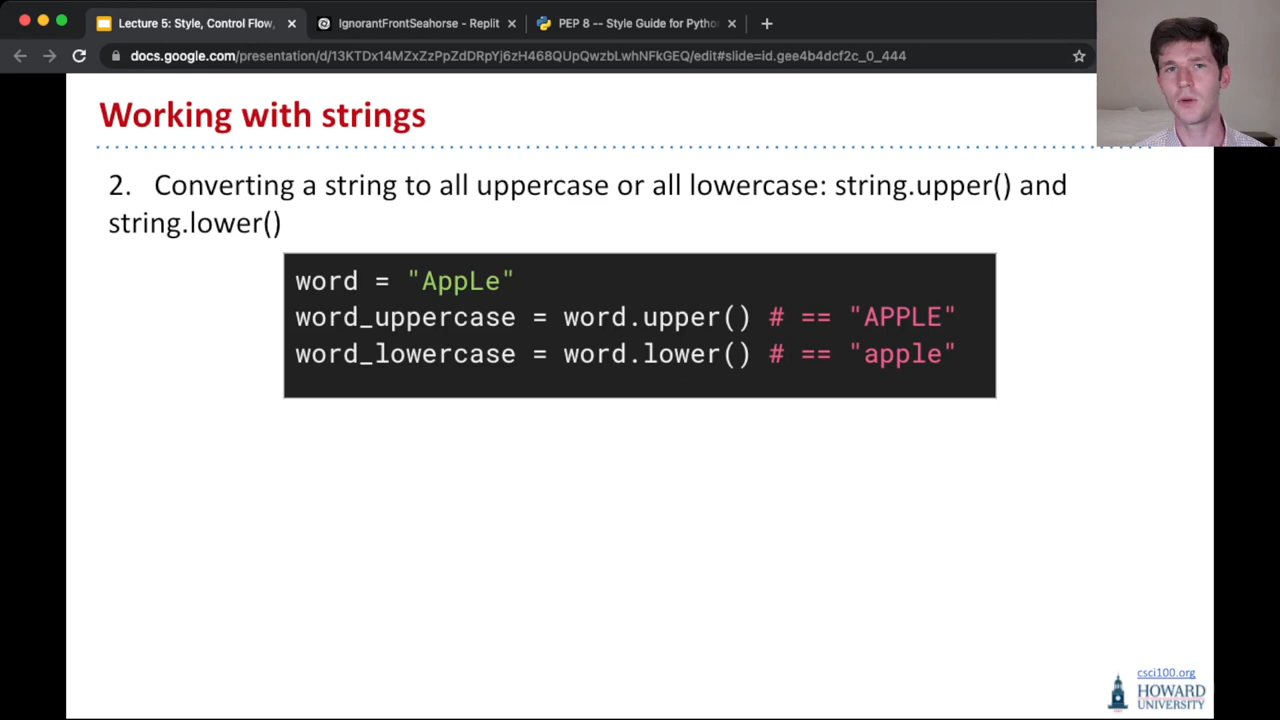 Lecture 5: Style, Control Flow,
IgnorantFrontSeahorse - Replit
PEP 8 -- Style Guide for Pytho
docs.google.com/presentation/d/13KTDx14MZxZzPpZdDRpYj6zH468QUpQwzbLwhNFkGEQ/edit#slide=id.gee4b4dcf2c_0_444
Working with strings
2. Converting a string to all uppercase or all lowercase: string.upper() and
string.lower()
word = "AppLe"
word_uppercase = word.upper() # == "APPLE"
word_lowercase = word.lower() # == "apple"
csci100.org
HOWARD
UNIVERSITY